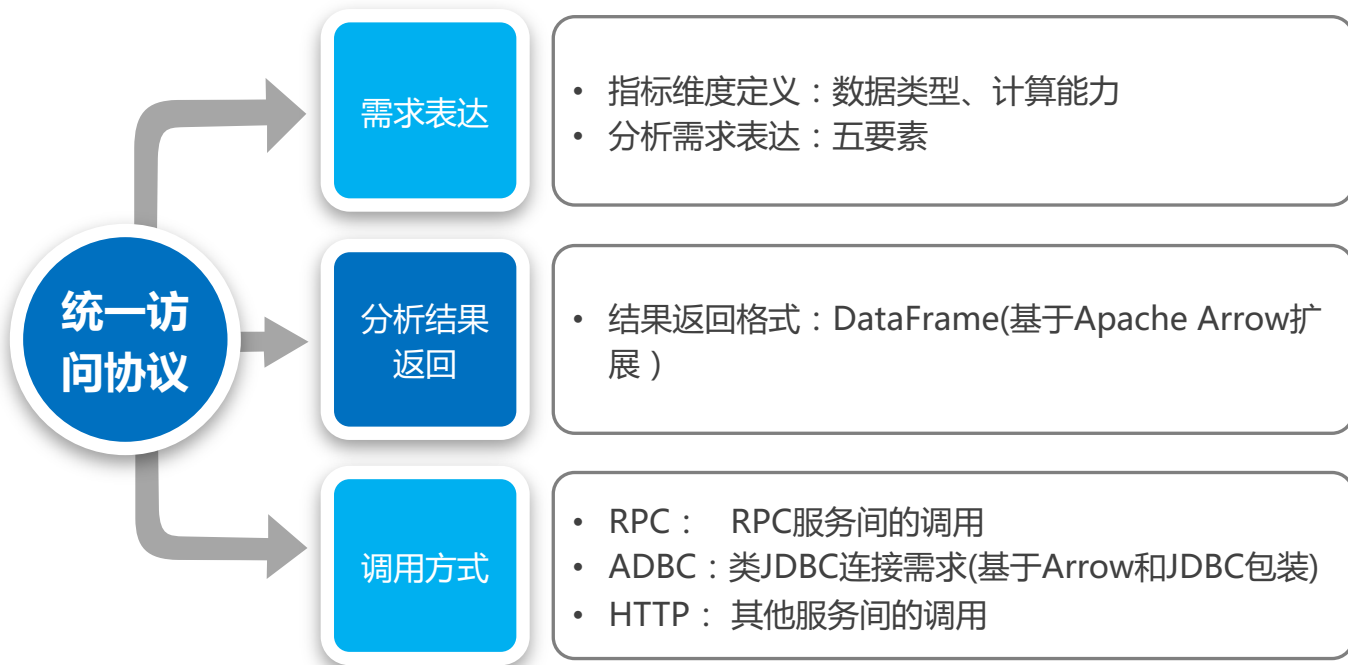 统一访
问协议
需求表达
• 指标维度定义：数据类型、计算能力
• 分析需求表达：五要素
分析结果
返回
• 结果返回格式：DataFrame(基于Apache Arrow扩
展）
调用方式
• RPC： RPC服务间的调用
• ADBC：类JDBC连接需求(基于Arrow和JDBC包装)
• HTTP： 其他服务间的调用